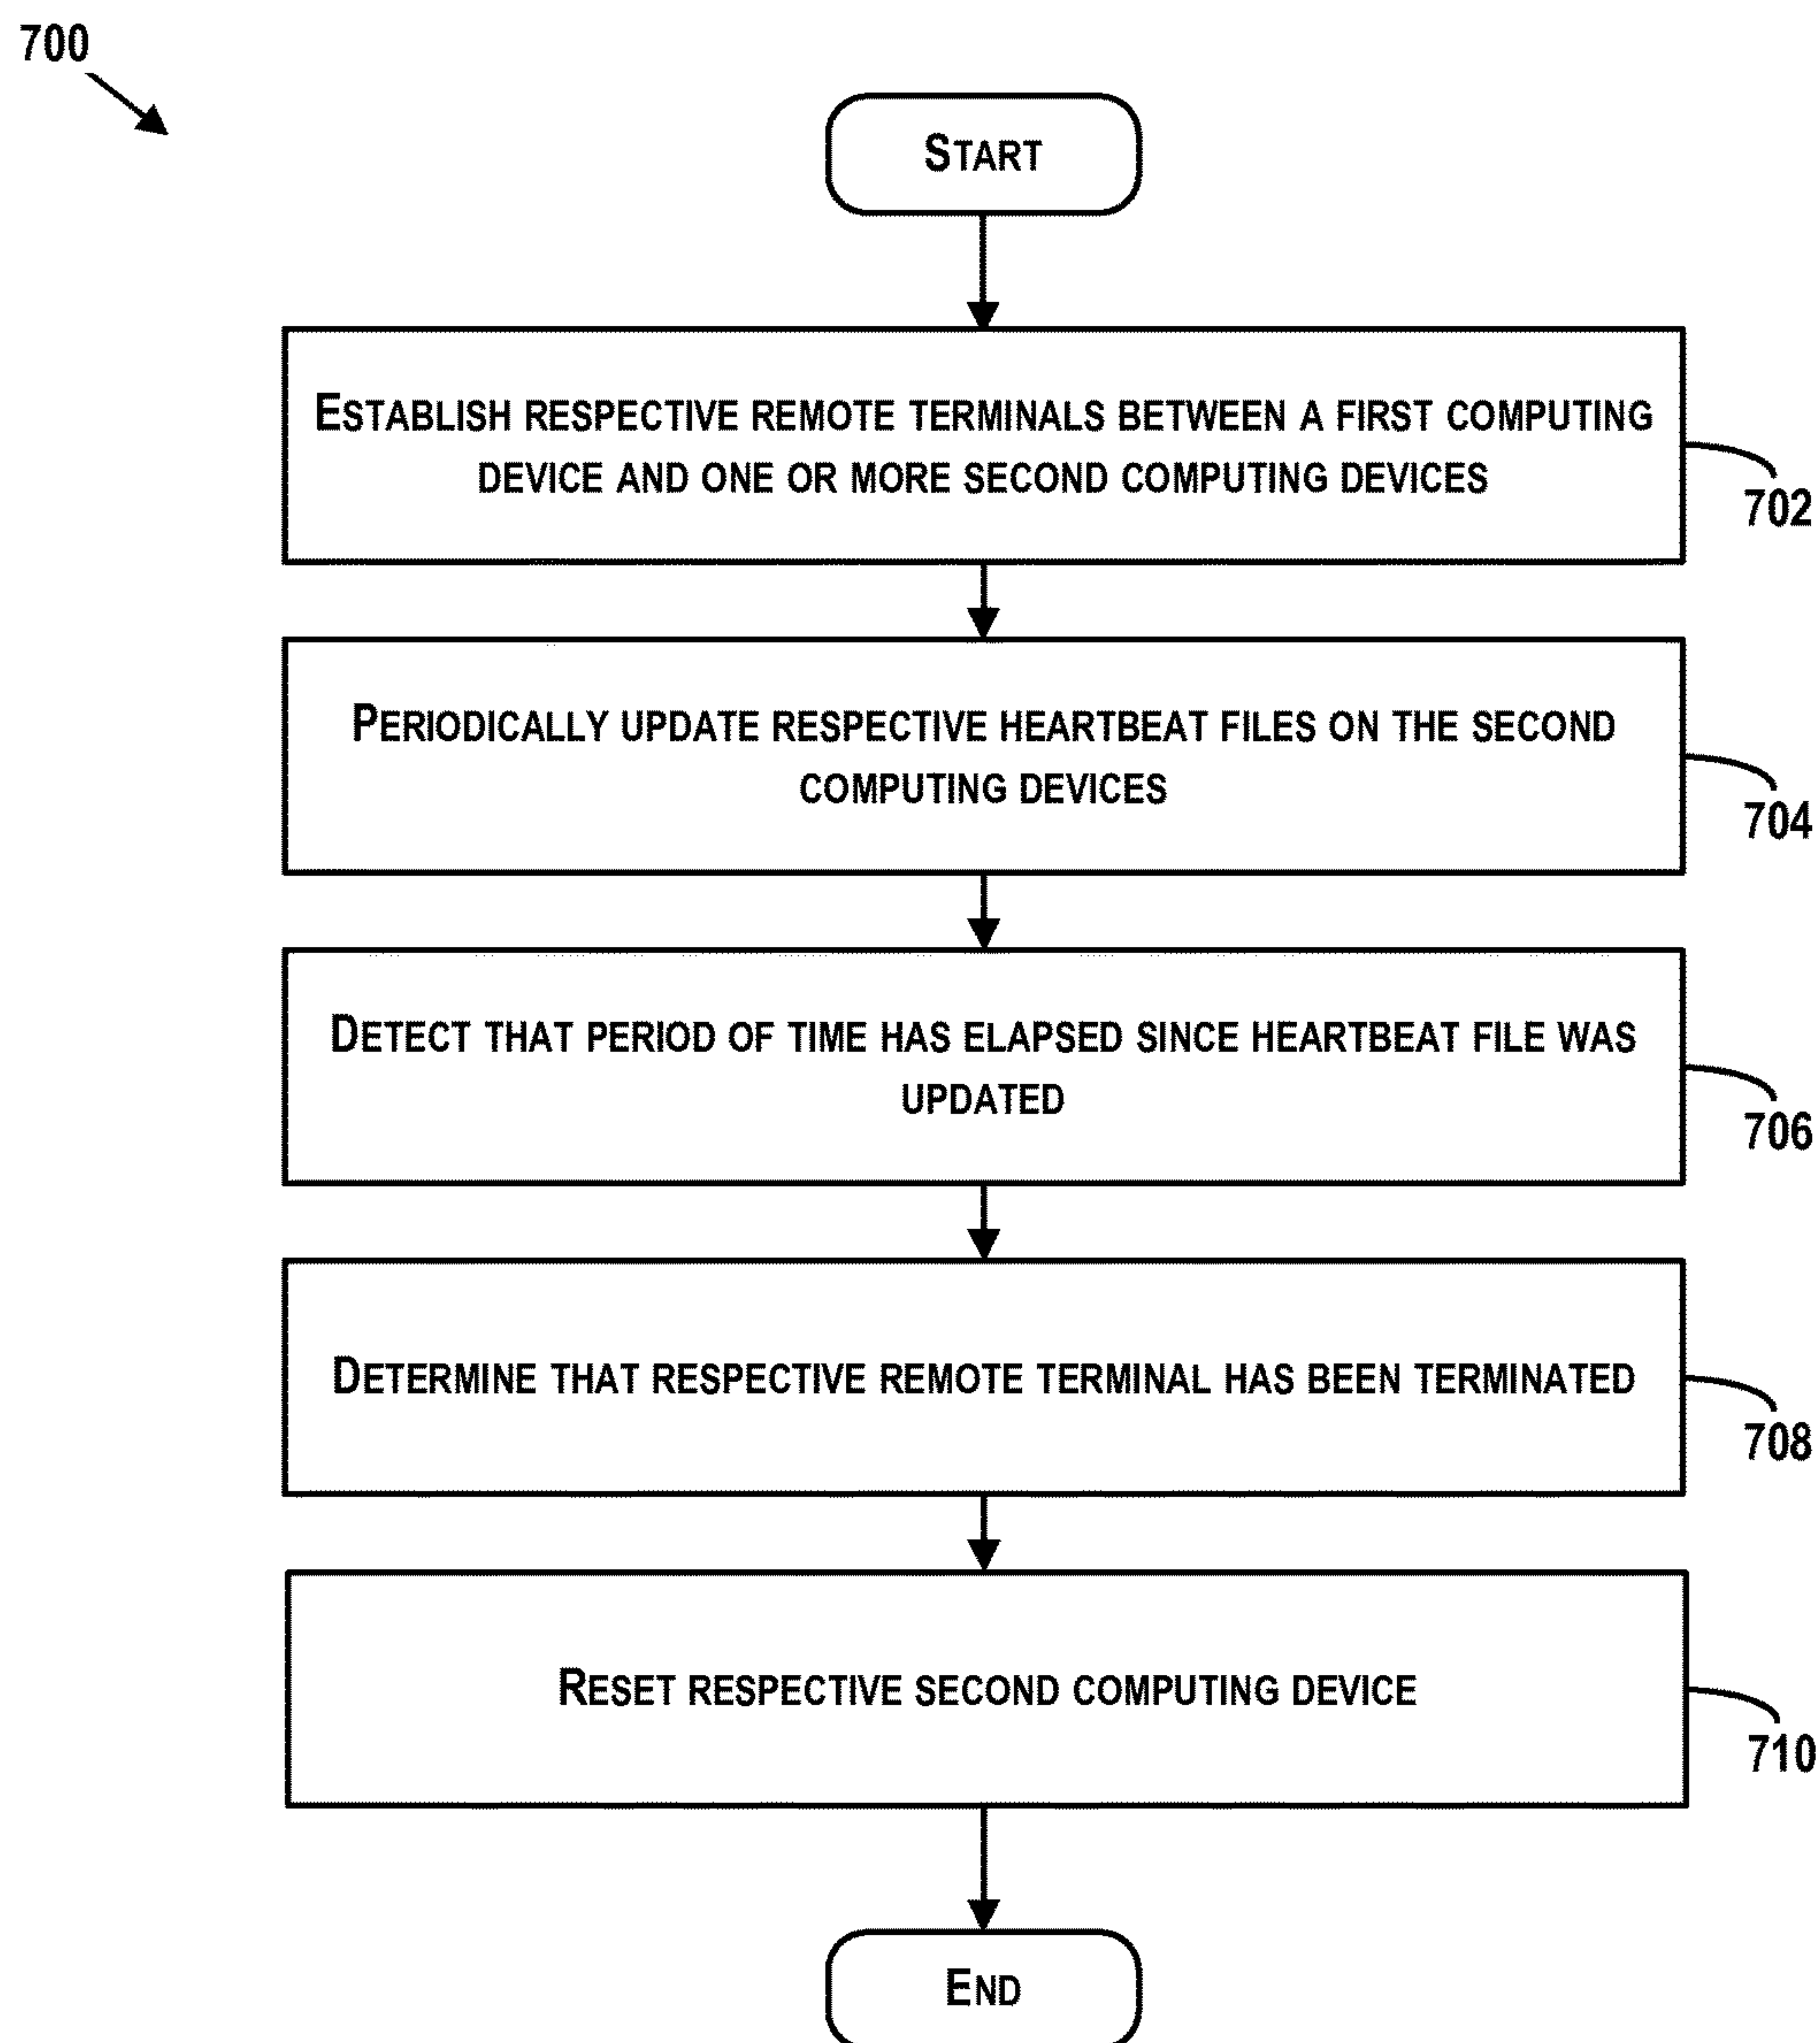 700
START
ESTABLISH RESPECTIVE REMOTE TERMINALS BETWEEN A FIRST COMPUTING
DEVICE AND ONE OR MORE SECOND COMPUTING DEVICES
702
PERIODICALLY UPDATE RESPECTIVE HEARTBEAT FILES ON THE SECOND
COMPUTING DEVICES
704
DETECT THAT PERIOD OF TIME HAS ELAPSED SINCE HEARTBEAT FILE WAS
UPDATED
706
DETERMINE THAT RESPECTIVE REMOTE TERMINAL HAS BEEN TERMINATED
708
RESET RESPECTIVE SECOND COMPUTING DEVICE
710
END